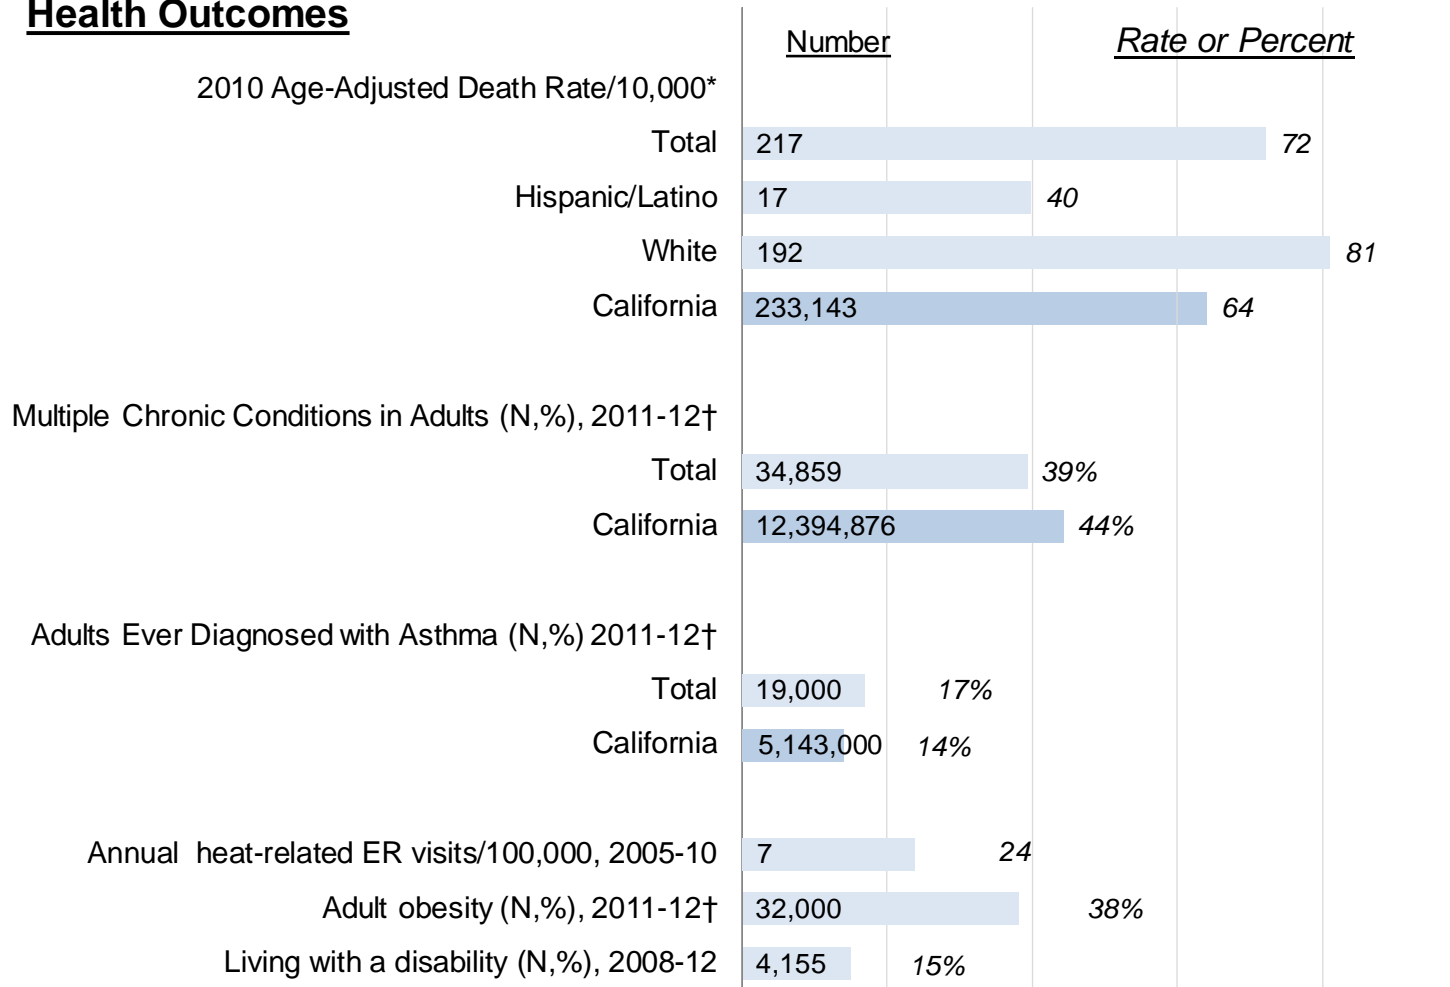 Health Outcomes
Number Rate or Percent
2010 Age-Adjusted Death Rate/10,000*
Total 217 72
Hispanic/Latino 17 40
White 192 81
California 233,143 64
Multiple Chronic Conditions in Adults (N,%), 2011-12†
Total 34,859 39%
California 12,394,876 44%
Adults Ever Diagnosed with Asthma (N,%) 2011-12†
Total 19,000 17%
California 5,143,000 14%
Annual heat-related ER visits/100,000, 2005-10 7 24
Adult obesity (N,%), 2011-12† 32,000 38%
Living with a disability (N,%), 2008-12 4,155 15%